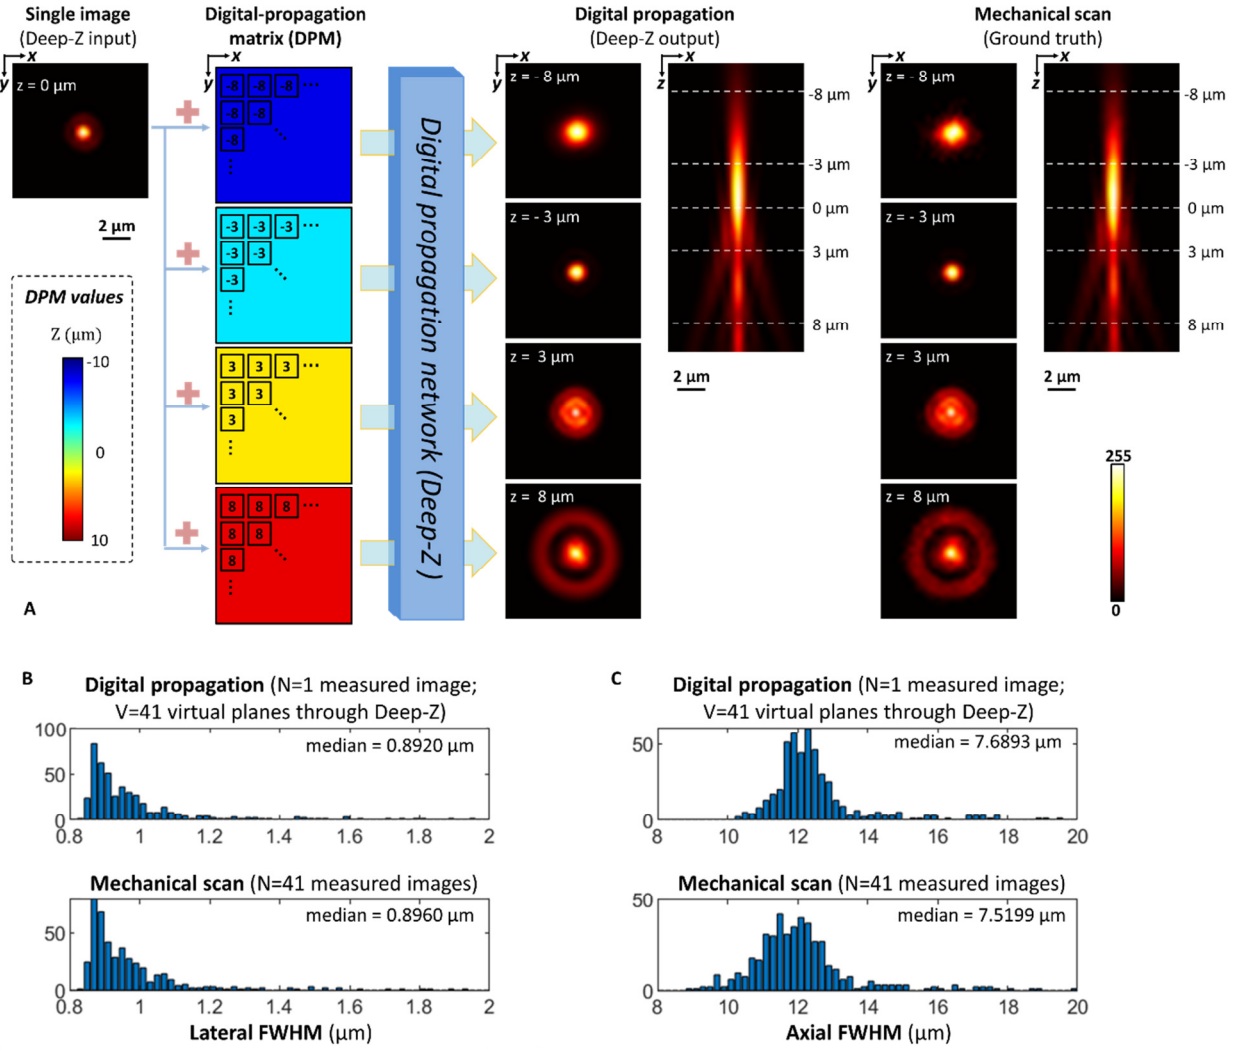 Single image
(Deep-Z input)
Digital-propagation
matrix (DPM)
Digital propagation
(Deep-Z output)
Mechanical scan
(Ground truth)
x
y
z = 0 μm
2 μm
DPM values
Z (μm)
-10
0
10
x
y
-8 -8 -8 ...
-8 -8
-8
-3 -3 -3 ...
-3 -3
-3
3 3 3 ...
3 3
3
8 8 8 ...
8 8
8
Digital propagation network (Deep-Z)
x
y
z = - 8 μm
z = - 3 μm
z = 3 μm
z = 8 μm
x
z
-8 μm
-3 μm
0 μm
3 μm
8 μm
2 μm
x
y
z = - 8 μm
z = - 3 μm
z = 3 μm
z = 8 μm
x
z
-8 μm
-3 μm
0 μm
3 μm
8 μm
2 μm
255
0
A
B
Digital propagation (N=1 measured image;
V=41 virtual planes through Deep-Z)
median = 0.8920 μm
100
50
0
0.8 1 1.2 1.4 1.6 1.8 2
Mechanical scan (N=41 measured images)
median = 0.8960 μm
50
0
0.8 1 1.2 1.4 1.6 1.8 2
Lateral FWHM (μm)
C
Digital propagation (N=1 measured image;
V=41 virtual planes through Deep-Z)
median = 7.6893 μm
50
0
8 10 12 14 16 18 20
Mechanical scan (N=41 measured images)
median = 7.5199 μm
50
0
8 10 12 14 16 18 20
Axial FWHM (μm)